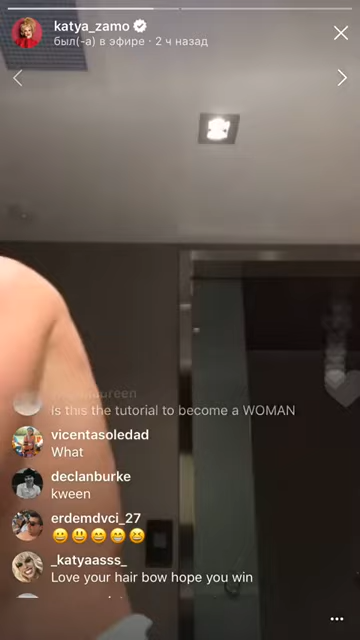 katya_zamo
был(-а) в эфире · 2 ч назад
Is this the tutorial to become a WOMAN
vicentasoledad
What
declanburke
kween
erdemdvci_27
😀😃😄😁😂
_katyaasss_
Love your hair bow hope you win